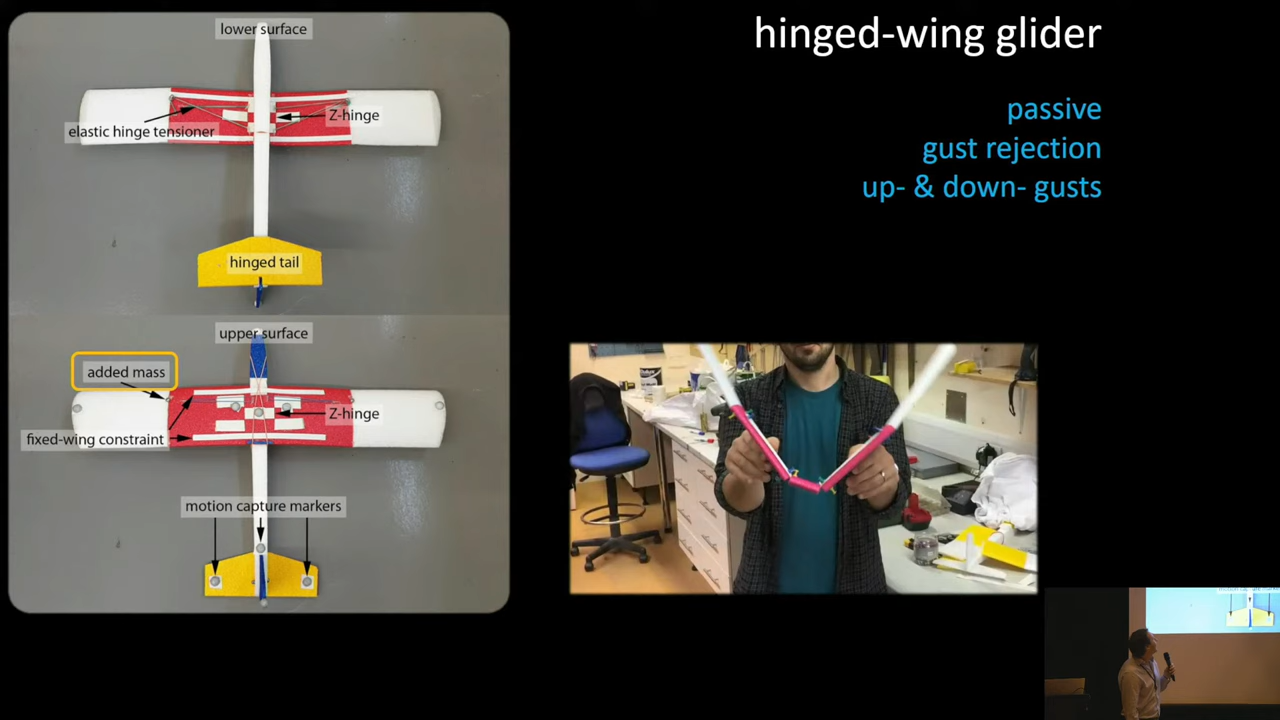 hinged-wing glider
passive
gust rejection
up- & down- gusts
lower surface
Z-hinge
elastic hinge tensioner
hinged tail
upper surface
added mass
Z-hinge
fixed-wing constraint
motion capture markers